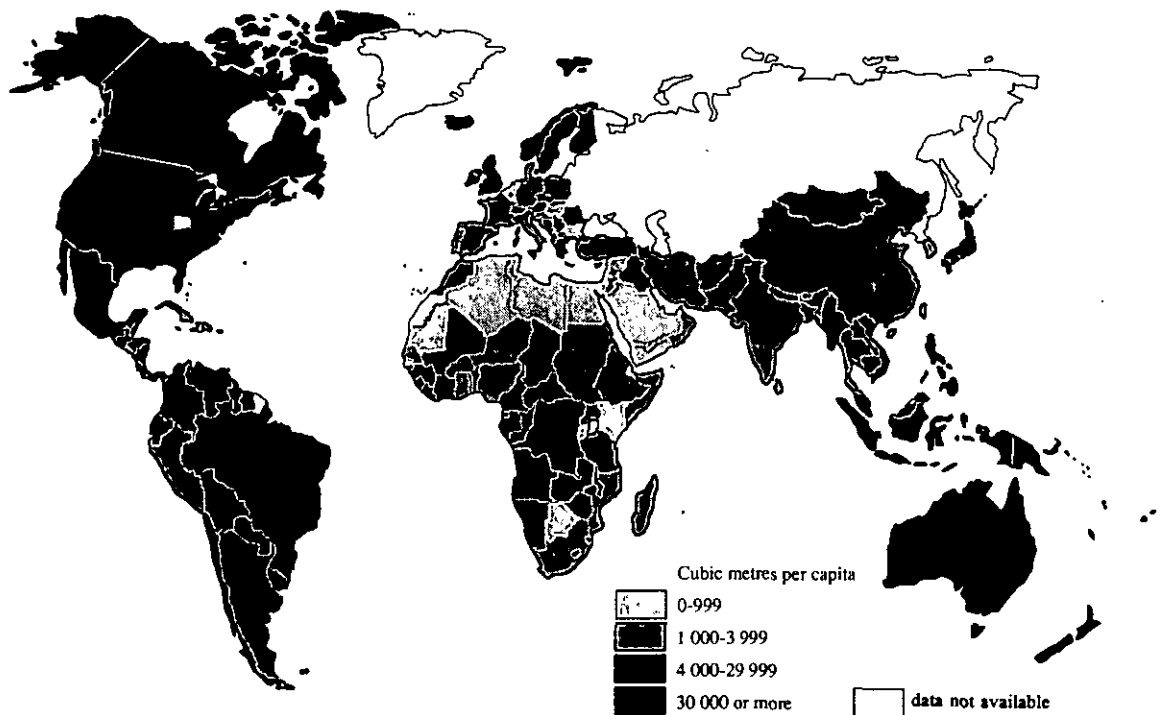 Cubic metres per capita
0-999
1 000-3 999
4 000-29 999
30 000 or more
data not available